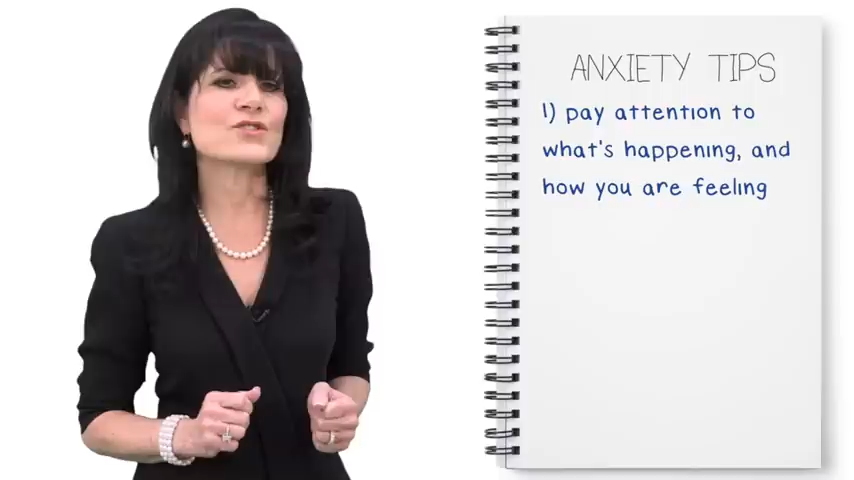 ANXIETY TIPS
1) pay attention to
what's happening, and
how you are feeling